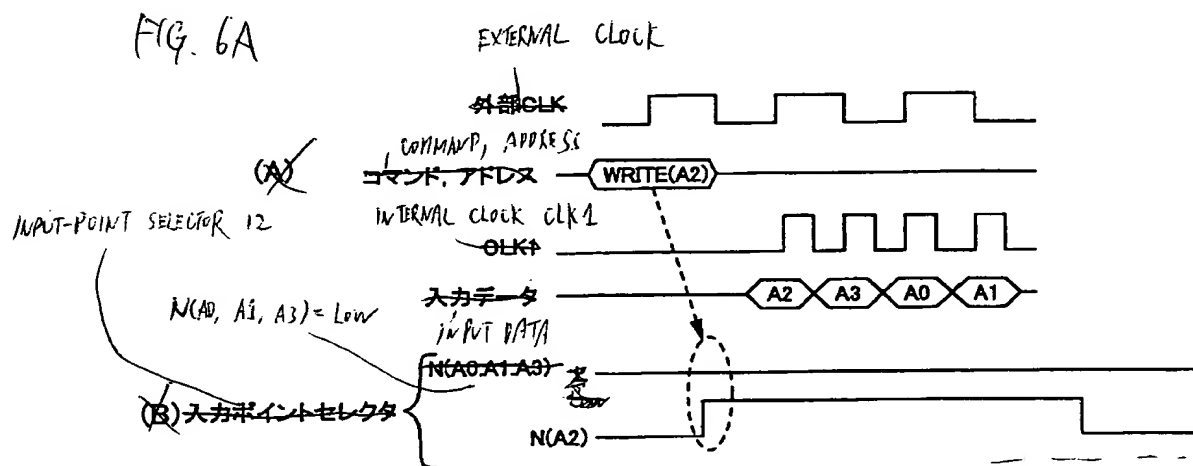 FIG. 6A
EXTERNAL CLOCK
外部CLK
COMMAND, ADDRESS
(A) コマンド, アドレス
WRITE(A2)
INPUT-POINT SELECTOR 12
INTERNAL CLOCK CLK1
CLK1
入力データ
A2 A3 A0 A1
N(A0, A1, A3) = Low
INPUT DATA
N(A0,A1,A3)
(B) 入力ポイントセレクタ
N(A2)